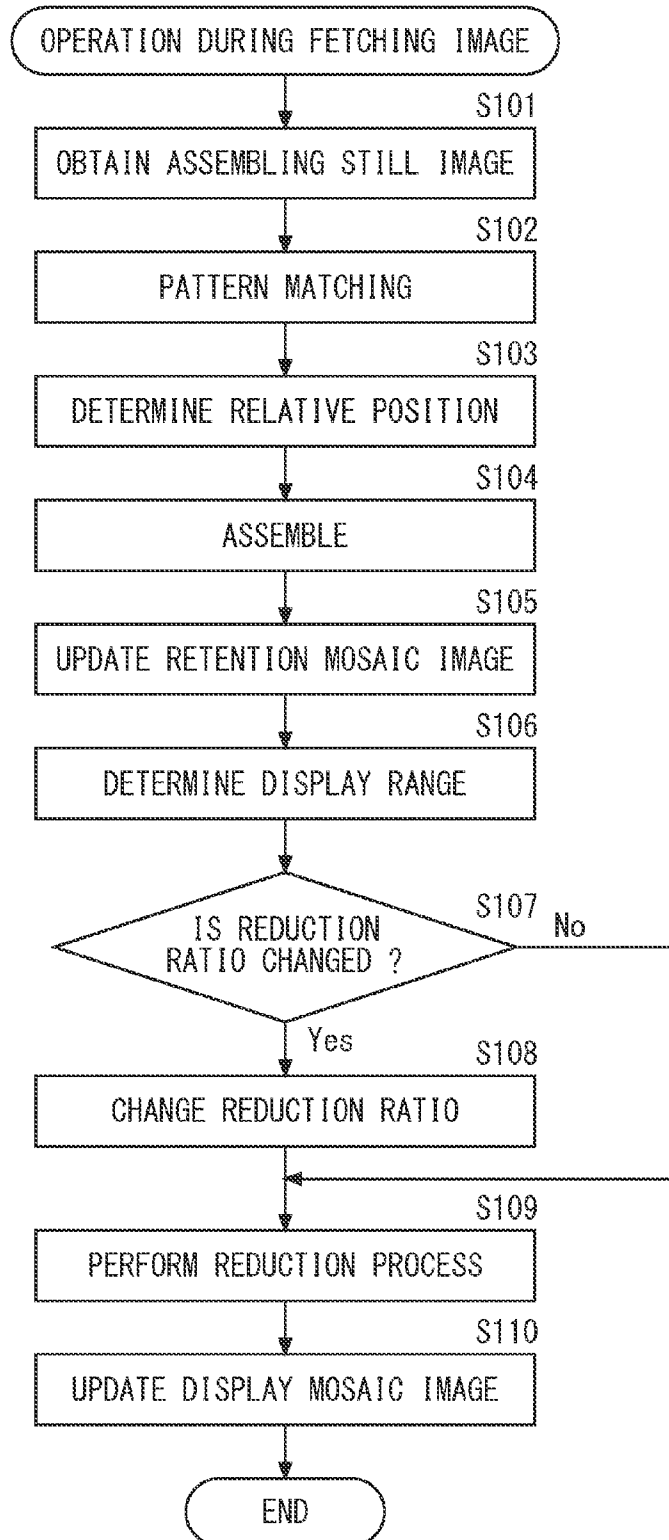 OPERATION DURING FETCHING IMAGE
S101
OBTAIN ASSEMBLING STILL IMAGE
S102
PATTERN MATCHING
S103
DETERMINE RELATIVE POSITION
S104
ASSEMBLE
S105
UPDATE RETENTION MOSAIC IMAGE
S106
DETERMINE DISPLAY RANGE
S107
IS REDUCTION
RATIO CHANGED ?
No
Yes
S108
CHANGE REDUCTION RATIO
S109
PERFORM REDUCTION PROCESS
S110
UPDATE DISPLAY MOSAIC IMAGE
END